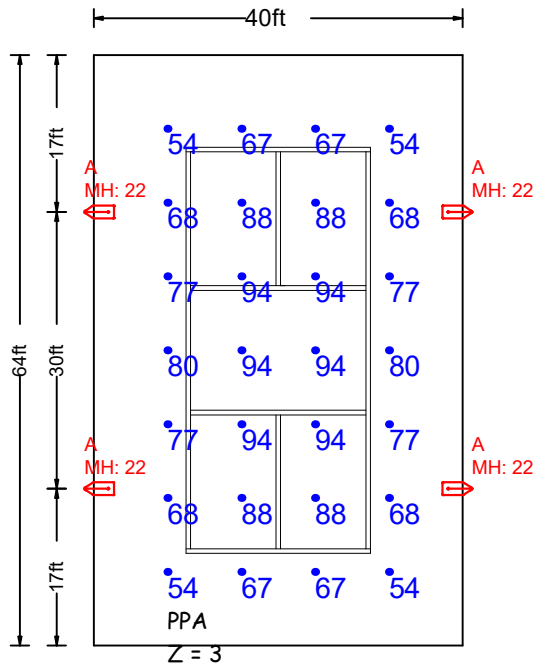 40ft
17ft
54 67 67 54
A A
MH: 22 MH: 22
68 88 88 68
77 94 94 77
64ft 30ft 80 94 94 80
77 94 94 77
A A
MH: 22 MH: 22
68 88 88 68
17ft 54 67 67 54
PPA
Z = 3